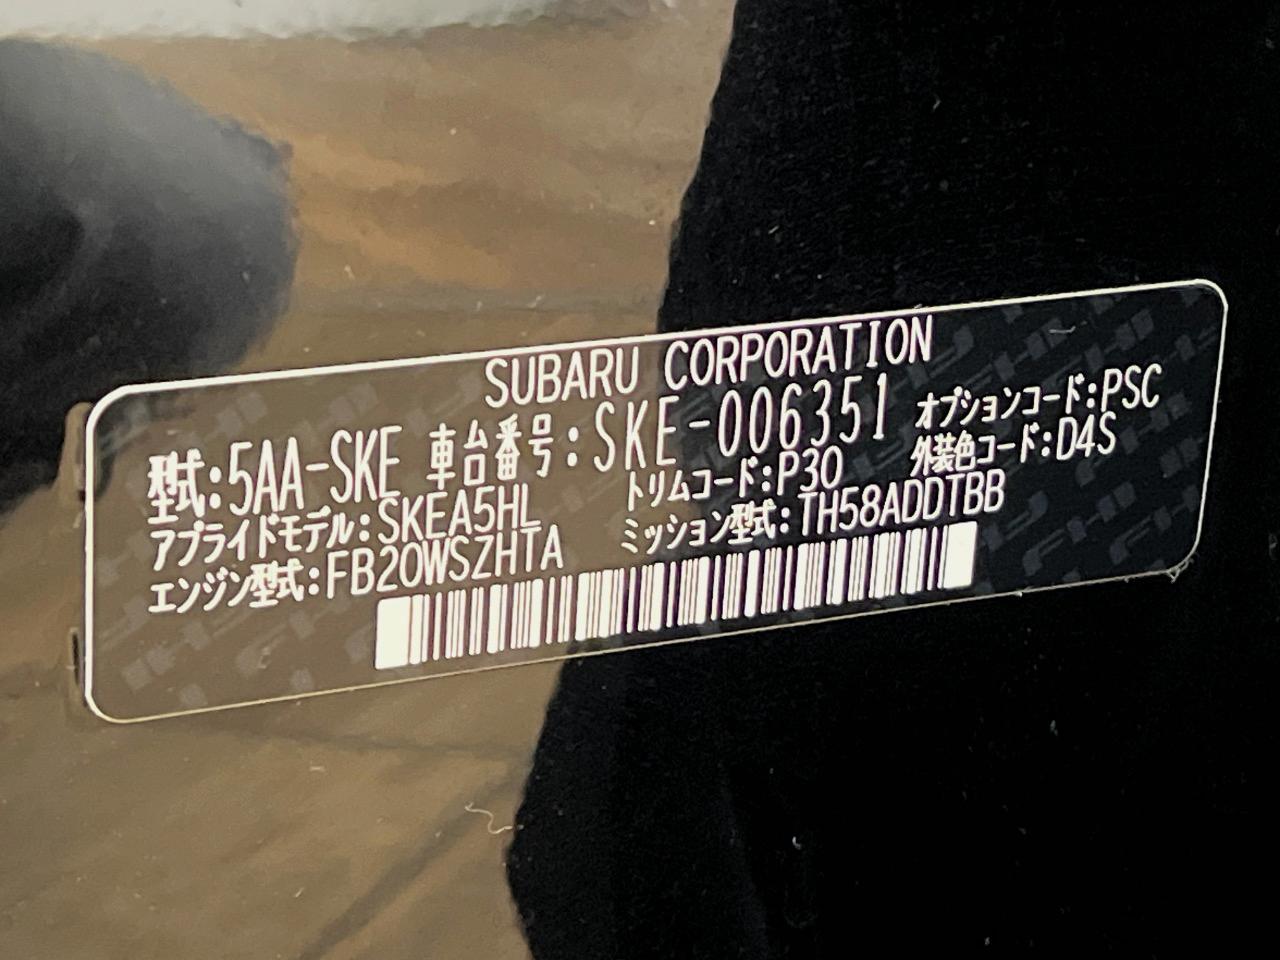 SUBARU CORPORATION
型式:5AA-SKE 車台番号:SKE-006351 オプションコード:PSC
アプライドモデル:SKEA5HL トリムコード:P30 外装色コード:D4S
エンジン型式:FB20WSZHTA ミッション型式:TH58ADDTBB